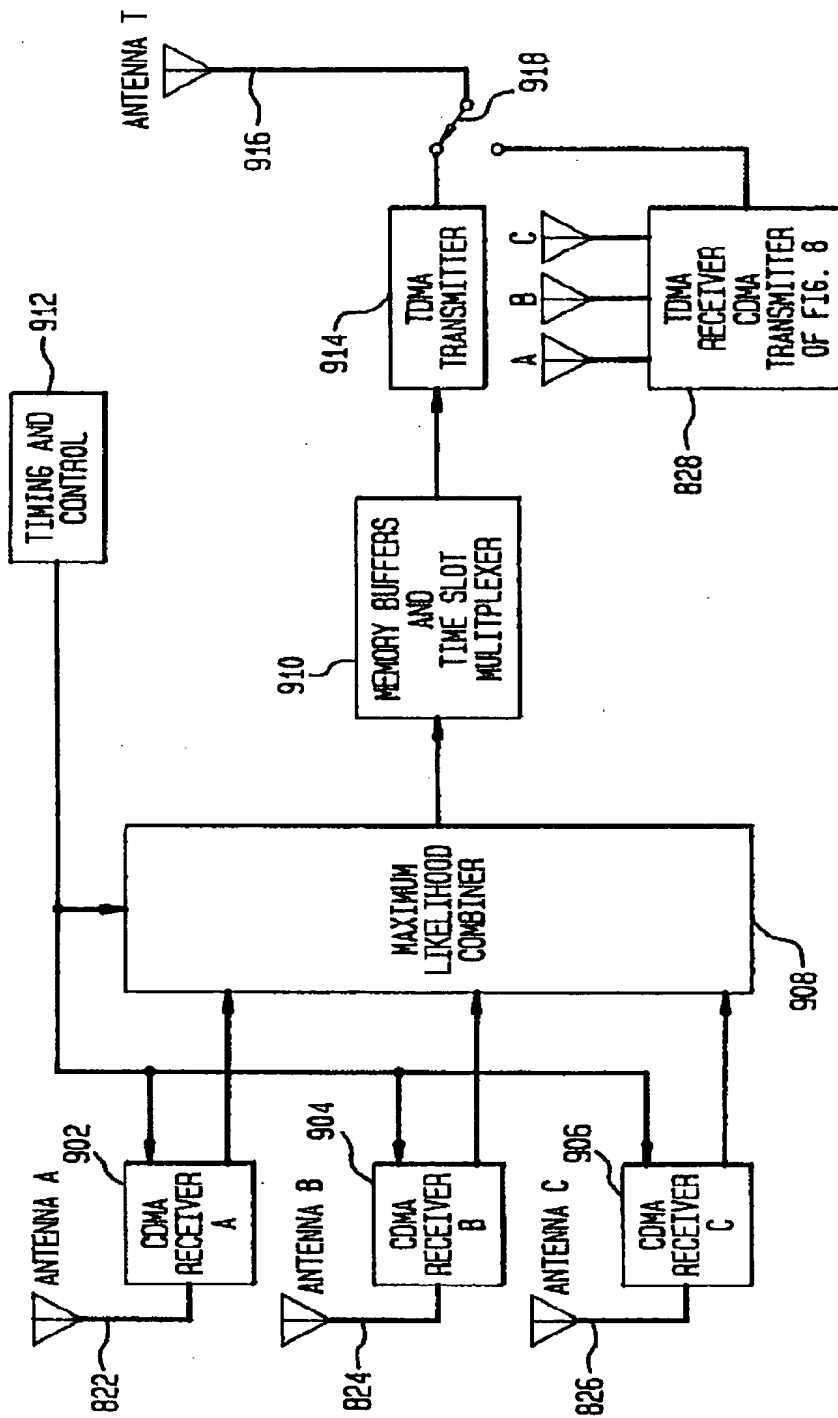 ANTENNA A
822
902
CDMA
RECEIVER
A
ANTENNA B
824
904
CDMA
RECEIVER
B
ANTENNA C
826
906
CDMA
RECEIVER
C
912
TIMING AND
CONTROL
MAXIMUM
LIKELIHOOD
COMBINER
908
910
MEMORY BUFFERS
AND
TIME SLOT
MULITPLEXER
914
TDMA
TRANSMITTER
ANTENNA T
916
918
A
B
C
TDMA
RECEIVER
CDMA
TRANSMITTER
OF FIG. 8
828